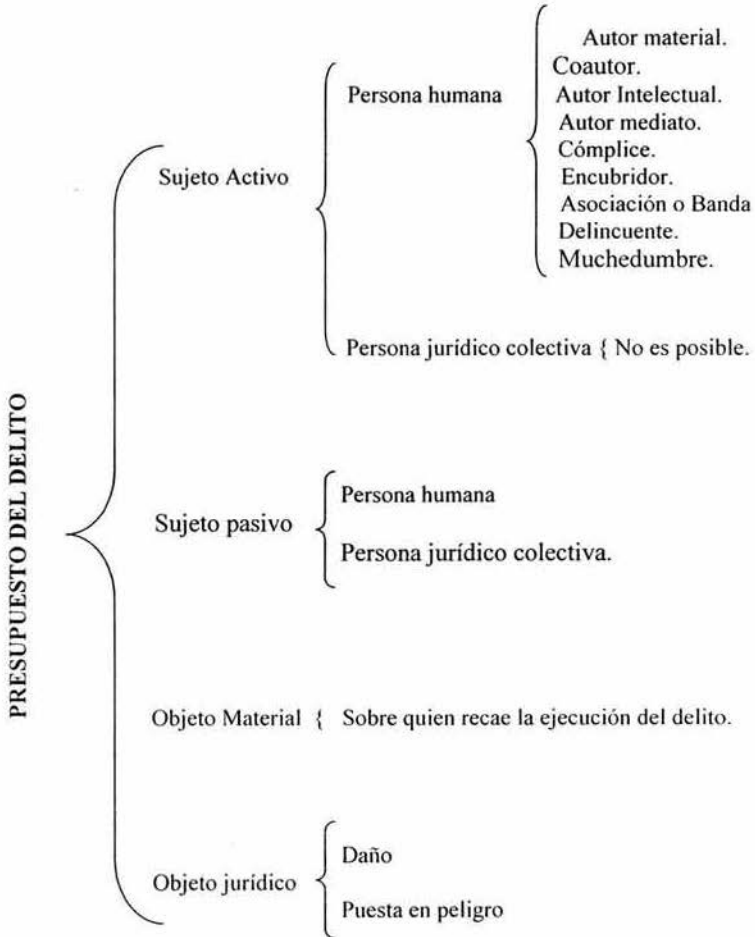 PRESUPUESTO DEL DELITO
Sujeto Activo
Persona humana
Autor material.
Coautor.
Autor Intelectual.
Autor mediato.
Cómplice.
Encubridor.
Asociación o Banda
Delincuente.
Muchedumbre.
Persona jurídico colectiva { No es posible.
Sujeto pasivo
Persona humana
Persona jurídico colectiva.
Objeto Material { Sobre quien recae la ejecución del delito.
Objeto jurídico
Daño
Puesta en peligro